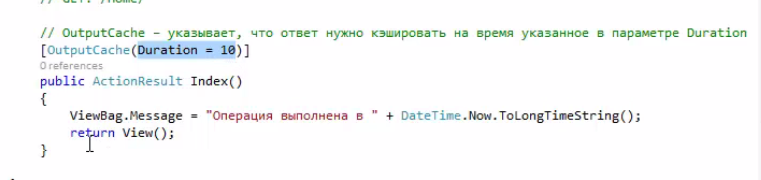 // OutputCache – указывает, что ответ нужно кэшировать на время указанное в параметре Duration
[OutputCache(Duration = 10)]
0 references
public ActionResult Index()
{
ViewBag.Message = "Операция выполнена в " + DateTime.Now.ToLongTimeString();
return View();
}